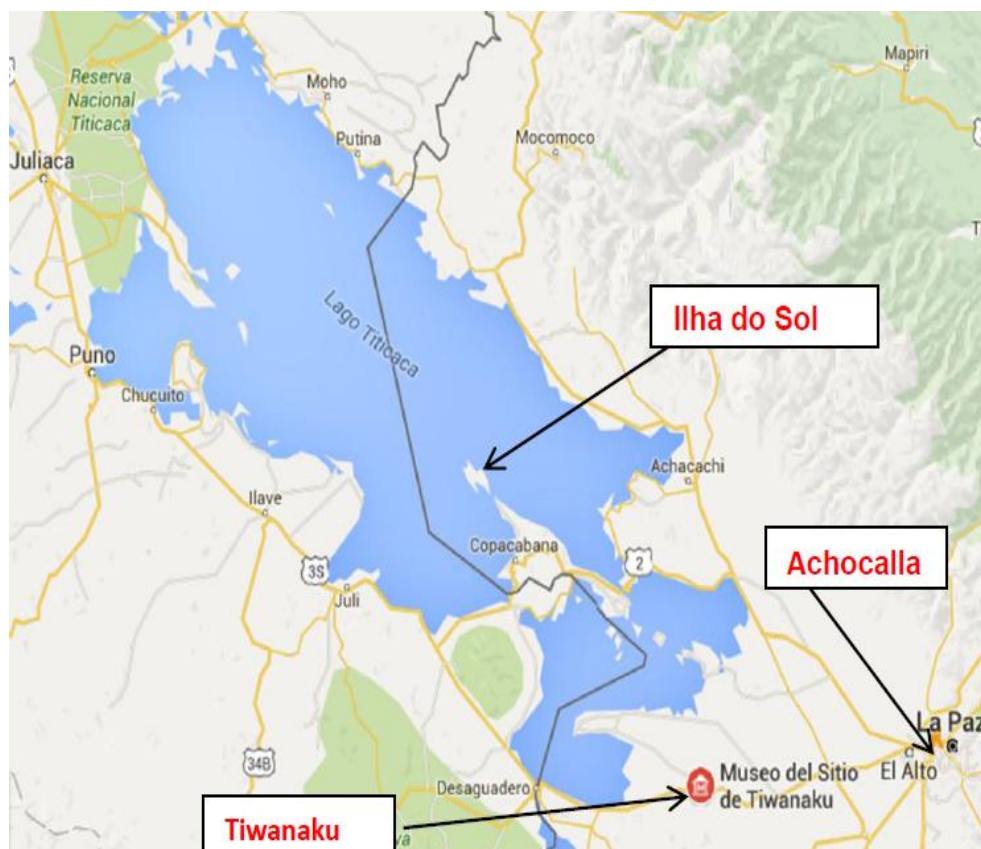 Reserva
Nacional
Titicaca
Moho
Mapiri
Putina
Mocomoco
Juliaca
Lago Titicaca
Ilha do Sol
Puno
Chucuito
Achacachi
Ilave
Copacabana
2
3S
Juli
Achocalla
La Paz
34B
El Alto
Desaguadero
Museo del Sitio
de Tiwanaku
Tiwanaku